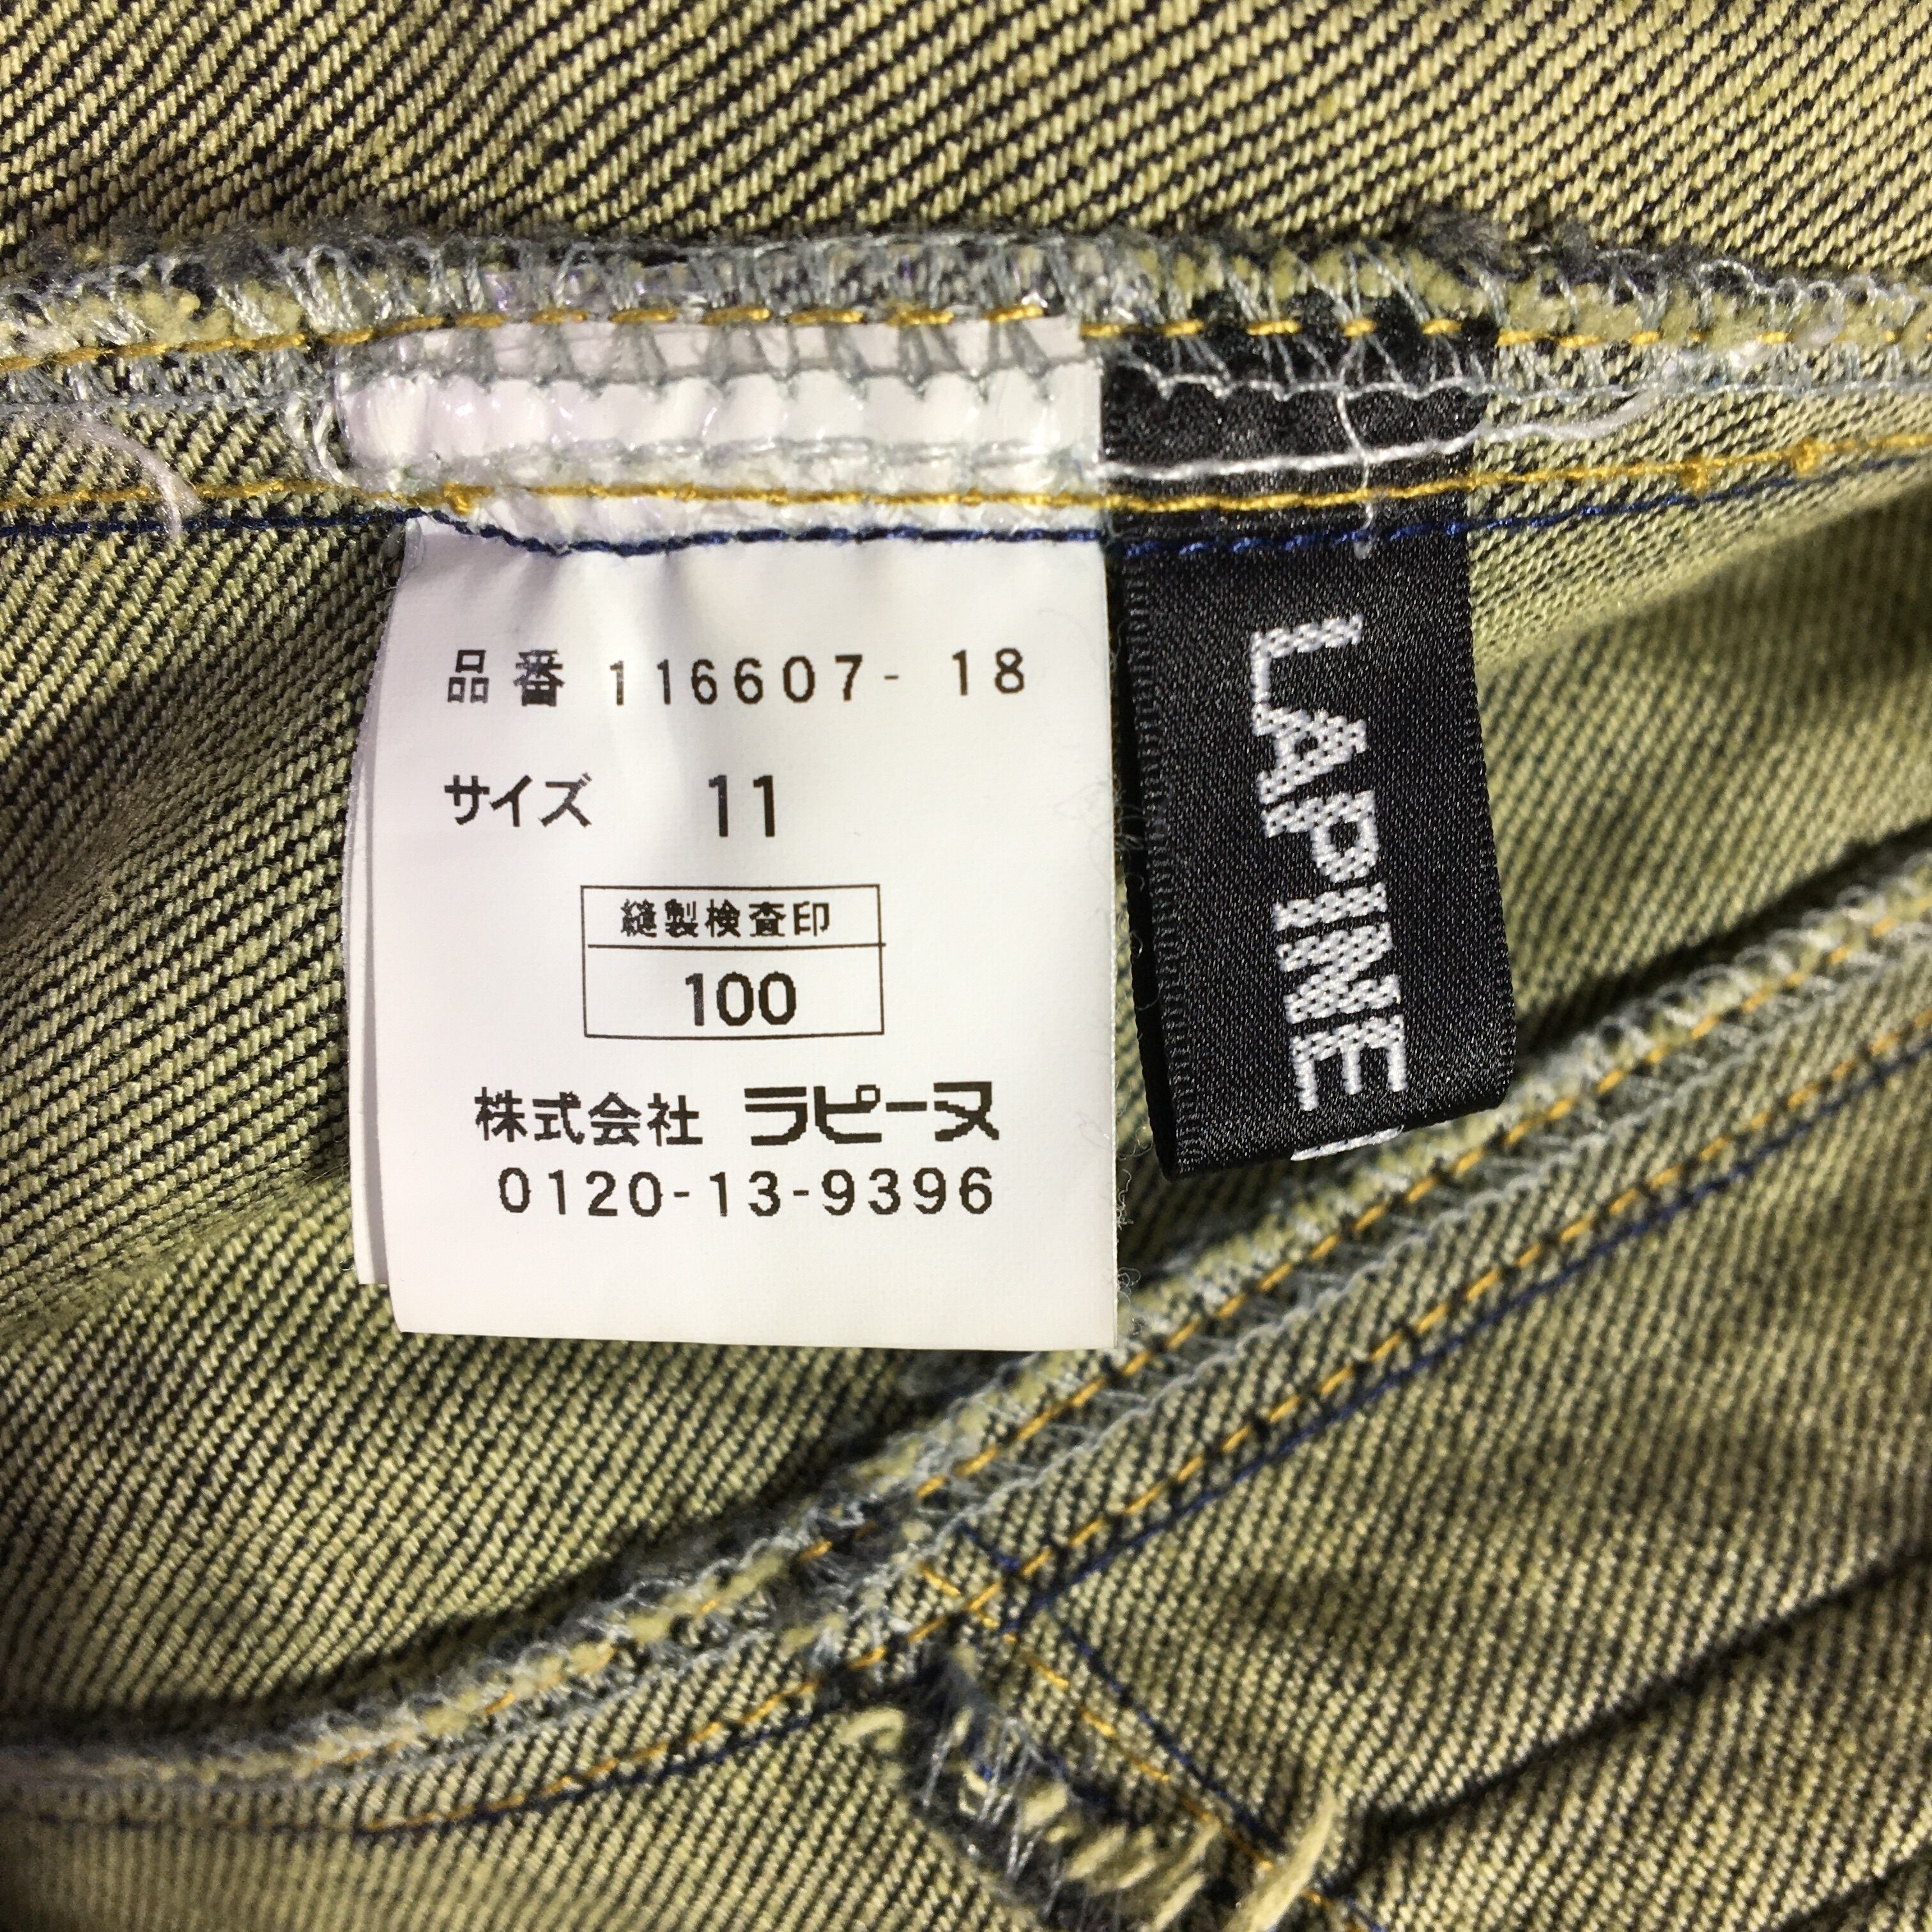 品番 116607-18
サイズ 11
縫製検査印
100
株式会社 ラピーヌ
0120-13-9396
LAPINE